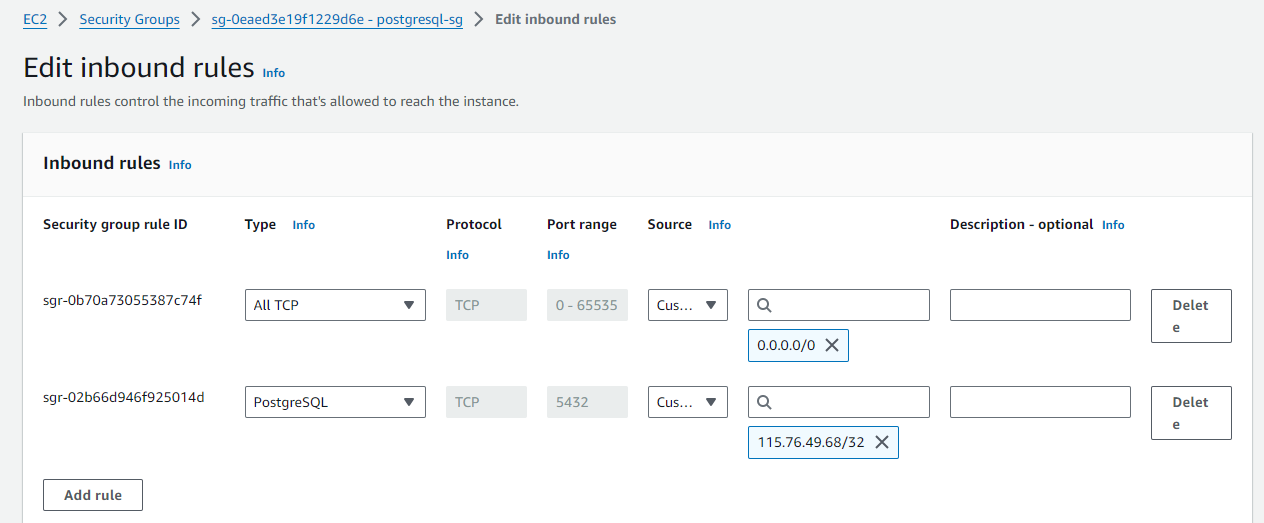 EC2 > Security Groups > sg-0eaed3e19f1229d6e - postgresql-sg > Edit inbound rules
Edit inbound rules Info
Inbound rules control the incoming traffic that's allowed to reach the instance.
Inbound rules Info
Security group rule ID Type Info Protocol Port range Source Info Description - optional Info
Info Info
sgr-0b70a73055387c74f All TCP TCP 0 - 65535 Cus... Delet
e
0.0.0.0/0
sgr-02b66d946f925014d PostgreSQL TCP 5432 Cus... Delet
e
115.76.49.68/32
Add rule